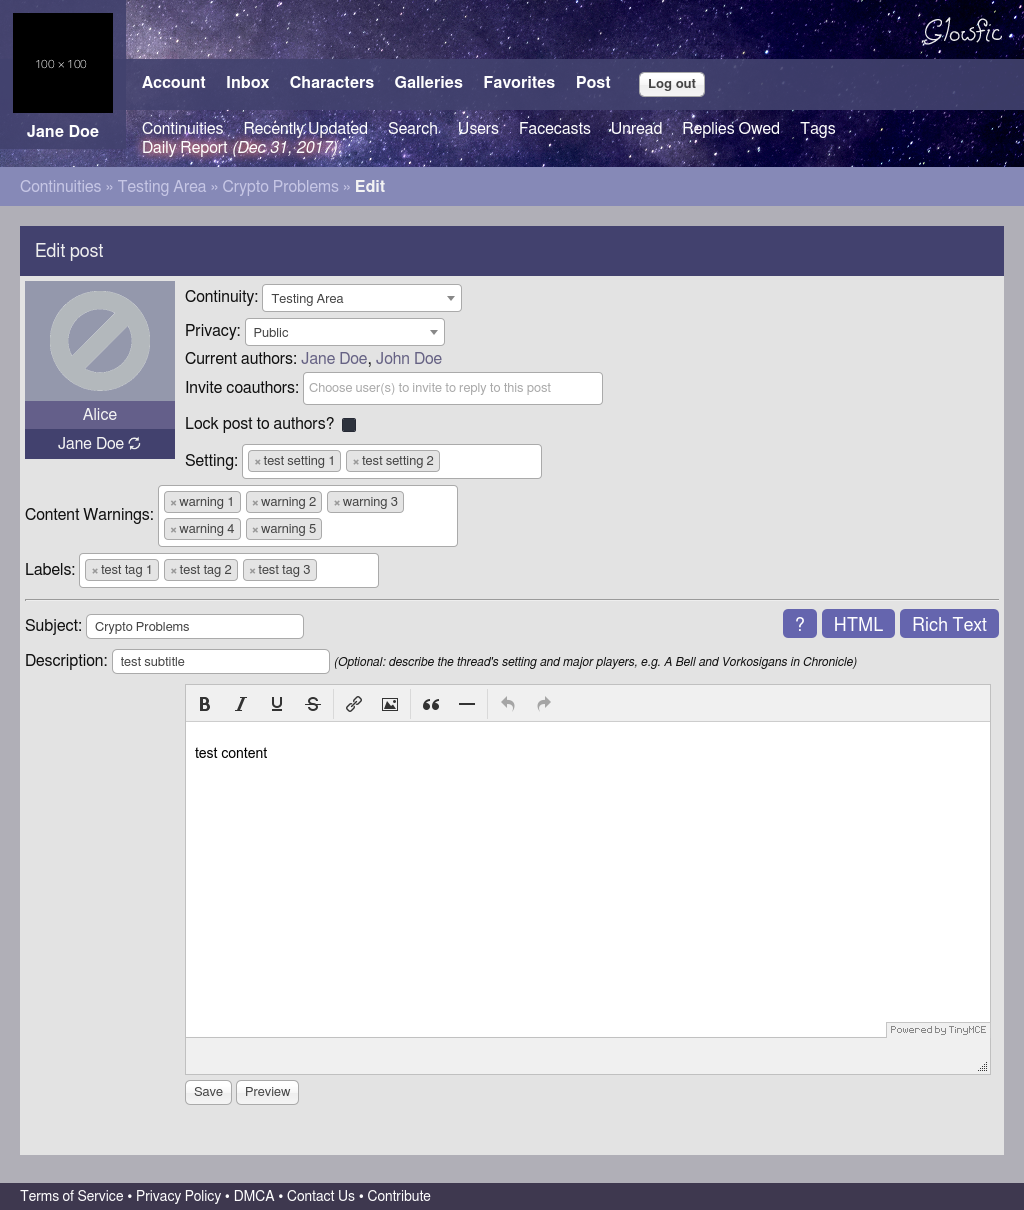 100 × 100
Glowfic
Account Inbox Characters Galleries Favorites Post Log out
Jane Doe
Continuities Recently Updated Search Users Facecasts Unread Replies Owed Tags
Daily Report (Dec 31, 2017)
Continuities » Testing Area » Crypto Problems » Edit
Edit post
Continuity: Testing Area
Privacy: Public
Current authors: Jane Doe, John Doe
Invite coauthors: Choose user(s) to invite to reply to this post
Alice
Lock post to authors?
Jane Doe
Setting: × test setting 1 × test setting 2
Content Warnings: × warning 1 × warning 2 × warning 3
× warning 4 × warning 5
Labels: × test tag 1 × test tag 2 × test tag 3
Subject: Crypto Problems ? HTML Rich Text
Description: test subtitle (Optional: describe the thread's setting and major players, e.g. A Bell and Vorkosigans in Chronicle)
B I U S
test content
Powered by TinyMCE
Save Preview
Terms of Service • Privacy Policy • DMCA • Contact Us • Contribute